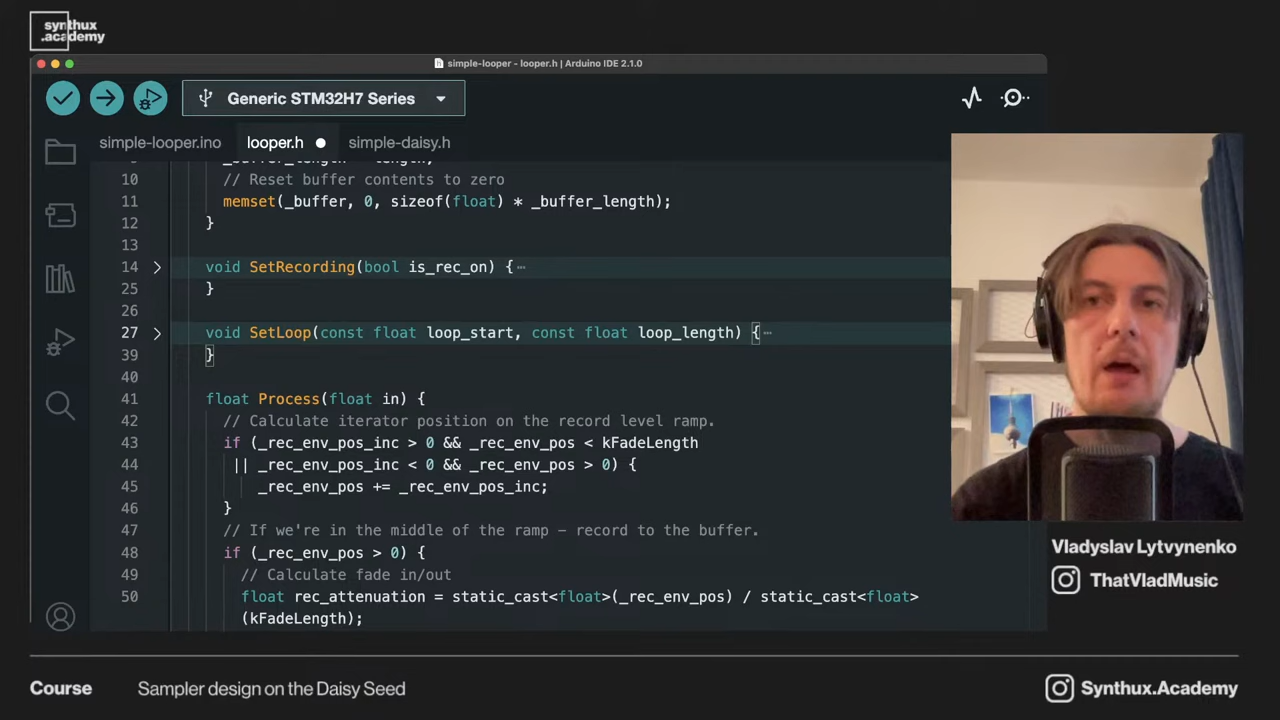 synthux
.academy
simple-looper - looper.h | Arduino IDE 2.1.0
Generic STM32H7 Series
simple-looper.ino
looper.h
simple-daisy.h
10 // Reset buffer contents to zero
11 memset(_buffer, 0, sizeof(float) * _buffer_length);
12 }
13
14 void SetRecording(bool is_rec_on) {
25 }
26
27 void SetLoop(const float loop_start, const float loop_length) {
39 }
40
41 float Process(float in) {
42 // Calculate iterator position on the record level ramp.
43 if (_rec_env_pos_inc > 0 && _rec_env_pos < kFadeLength
44 || _rec_env_pos_inc < 0 && _rec_env_pos > 0) {
45 _rec_env_pos += _rec_env_pos_inc;
46 }
47 // If we're in the middle of the ramp - record to the buffer.
48 if (_rec_env_pos > 0) {
49 // Calculate fade in/out
50 float rec_attenuation = static_cast<float>(_rec_env_pos) / static_cast<float>
(kFadeLength);
Vladyslav Lytvynenko
ThatVladMusic
Course
Sampler design on the Daisy Seed
Synthux.Academy